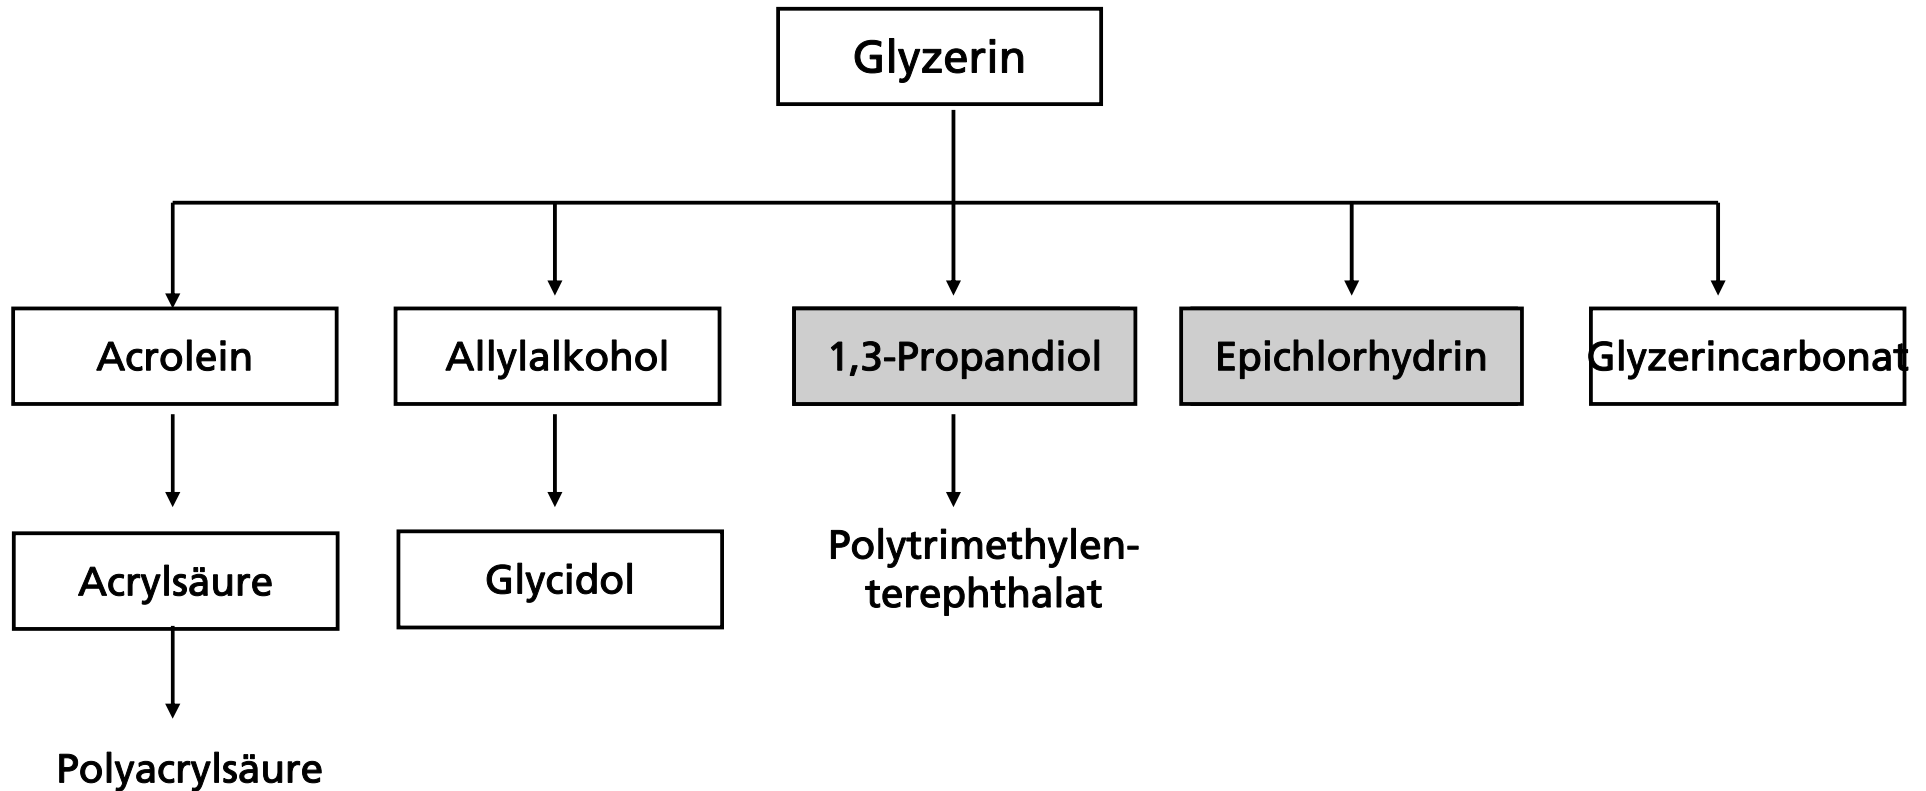 Glyzerin
Acrolein
Allylalkohol
1,3-Propandiol
Epichlorhydrin
Glyzerincarbonat
Acrylsäure
Glycidol
Polytrimethylen-
terephthalat
Polyacrylsäure